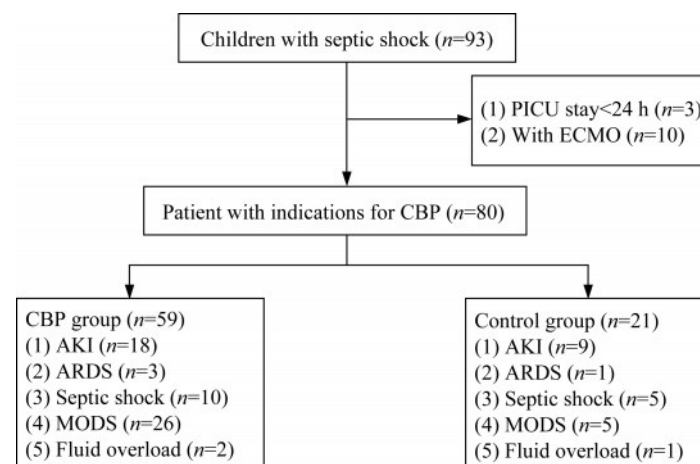 Children with septic shock (n=93)
(1) PICU stay<24 h (n=3)
(2) With ECMO (n=10)
Patient with indications for CBP (n=80)
CBP group (n=59)
(1) AKI (n=18)
(2) ARDS (n=3)
(3) Septic shock (n=10)
(4) MODS (n=26)
(5) Fluid overload (n=2)
Control group (n=21)
(1) AKI (n=9)
(2) ARDS (n=1)
(3) Septic shock (n=5)
(4) MODS (n=5)
(5) Fluid overload (n=1)